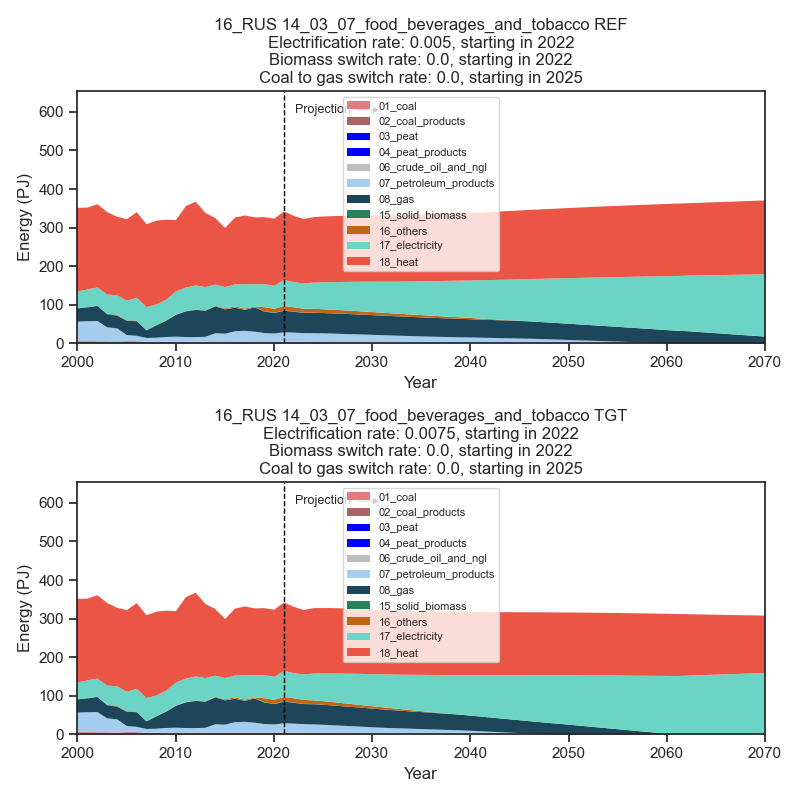 16_RUS 14_03_07_food_beverages_and_tobacco REF
Electrification rate: 0.005, starting in 2022
Biomass switch rate: 0.0, starting in 2022
Coal to gas switch rate: 0.0, starting in 2025
Energy (PJ)
600
500
400
300
200
100
0
Projection
01_coal
02_coal_products
03_peat
04_peat_products
06_crude_oil_and_ngl
07_petroleum_products
08_gas
15_solid_biomass
16_others
17_electricity
18_heat
2000 2010 2020 2030 2040 2050 2060 2070
Year
16_RUS 14_03_07_food_beverages_and_tobacco TGT
Electrification rate: 0.0075, starting in 2022
Biomass switch rate: 0.0, starting in 2022
Coal to gas switch rate: 0.0, starting in 2025
Energy (PJ)
600
500
400
300
200
100
0
Projection
01_coal
02_coal_products
03_peat
04_peat_products
06_crude_oil_and_ngl
07_petroleum_products
08_gas
15_solid_biomass
16_others
17_electricity
18_heat
2000 2010 2020 2030 2040 2050 2060 2070
Year